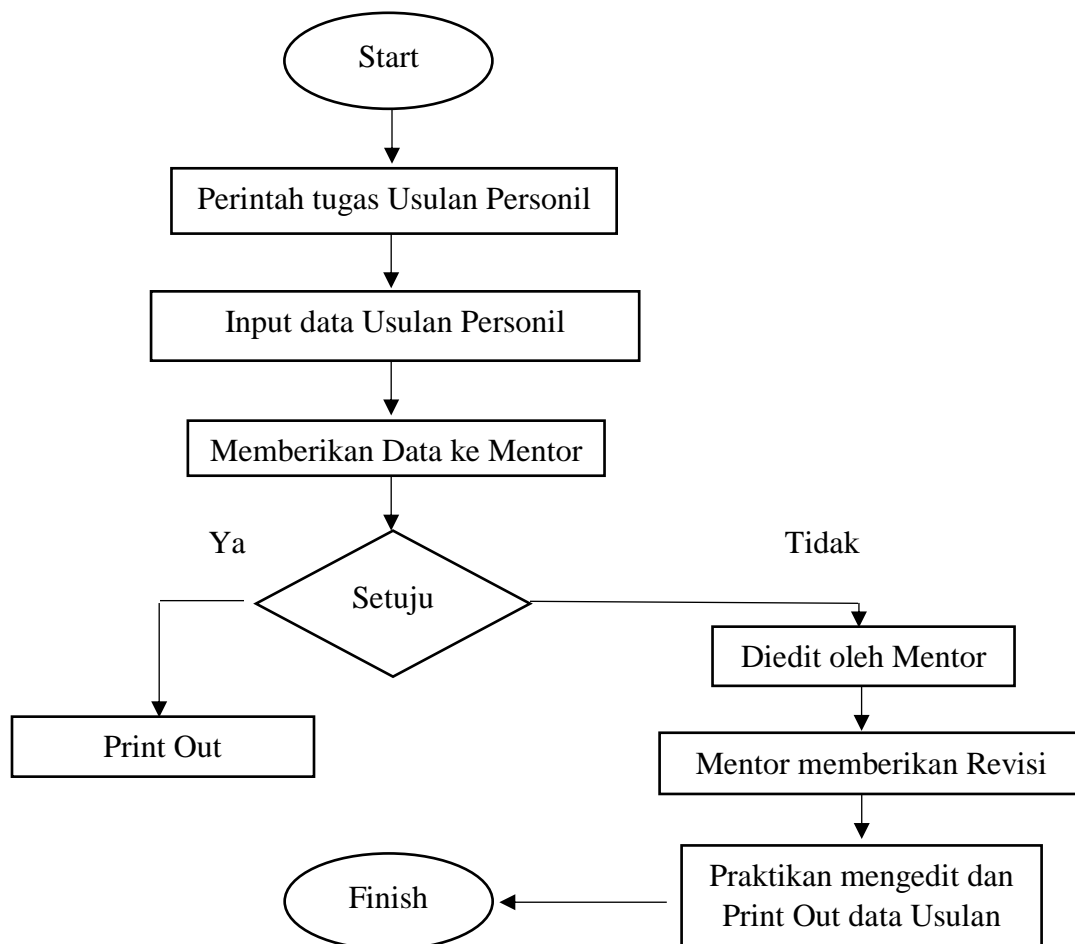 Start
Perintah tugas Usulan Personil
Input data Usulan Personil
Memberikan Data ke Mentor
Ya
Tidak
Setuju
Diedit oleh Mentor
Print Out
Mentor memberikan Revisi
Praktikan mengedit dan
Print Out data Usulan
Finish